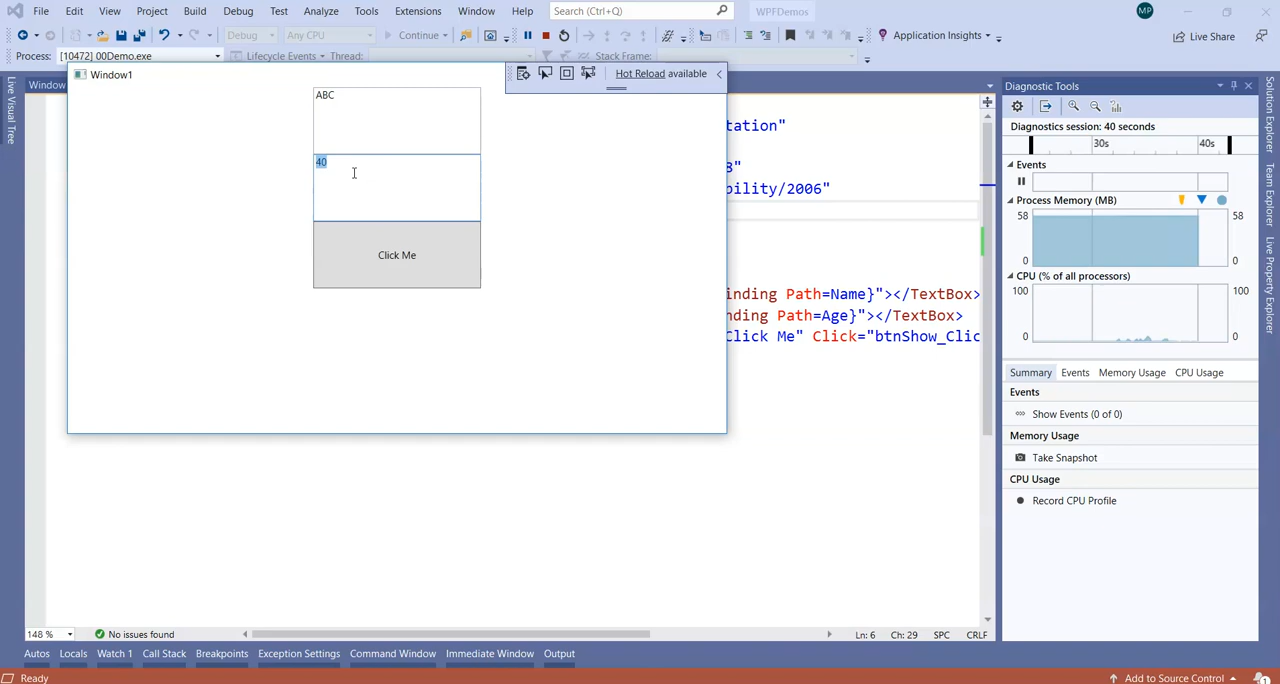 File Edit View Project Build Debug Test Analyze Tools Extensions Window Help Search (Ctrl+Q) WPFDemos MP
Debug Any CPU Continue Application Insights Live Share
Process: [10472] 00Demo.exe Lifecycle Events Thread: Stack Frame:
Window1 Hot Reload available
Window
Live Visual Tree
ABC
40
Click Me
tation"
8"
bility/2006"
inding Path=Name}"></TextBox>
nding Path=Age}"></TextBox>
Click Me" Click="btnShow_Clic
Diagnostic Tools
Diagnostics session: 40 seconds
30s 40s
Events
Process Memory (MB)
58 58
0 0
CPU (% of all processors)
100 100
0 0
Summary Events Memory Usage CPU Usage
Events
Show Events (0 of 0)
Memory Usage
Take Snapshot
CPU Usage
Record CPU Profile
Solution Explorer
Team Explorer
Live Property Explorer
148 % No issues found Ln: 6 Ch: 29 SPC CRLF
Autos Locals Watch 1 Call Stack Breakpoints Exception Settings Command Window Immediate Window Output
Ready Add to Source Control 1